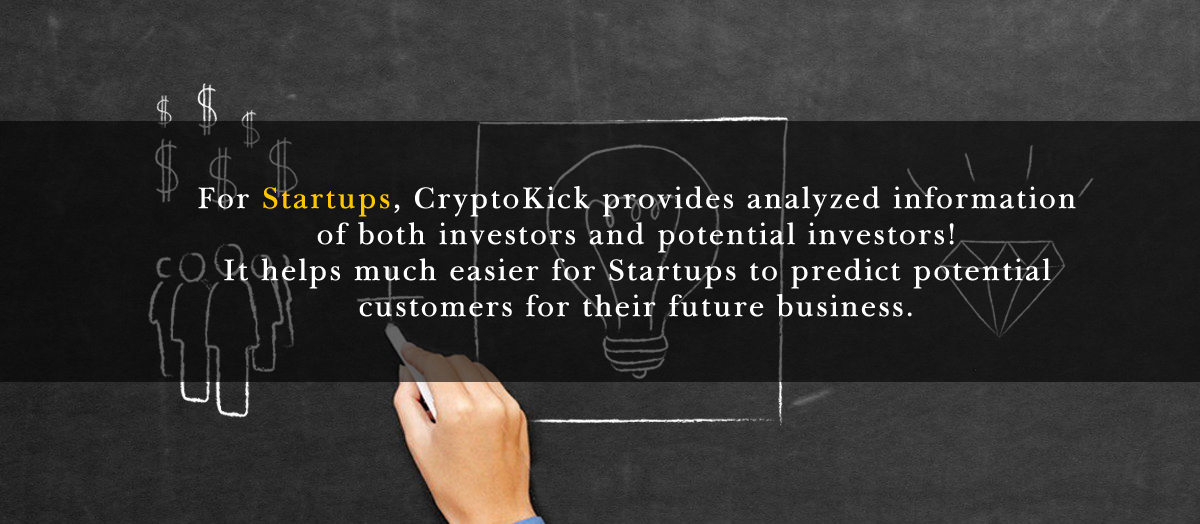 For Startups, CryptoKick provides analyzed information
of both investors and potential investors!
It helps much easier for Startups to predict potential
customers for their future business.